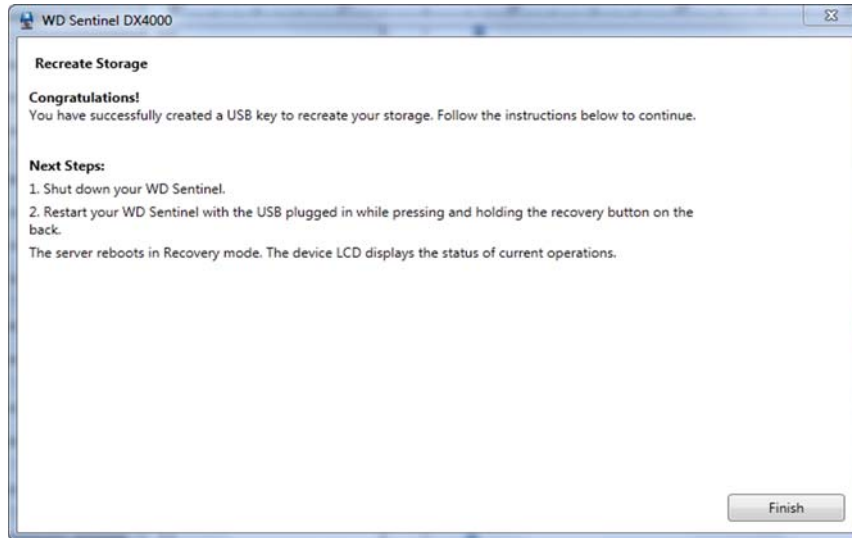 WD Sentinel DX4000
Recreate Storage
Congratulations!
You have successfully created a USB key to recreate your storage. Follow the instructions below to continue.
Next Steps:
1. Shut down your WD Sentinel.
2. Restart your WD Sentinel with the USB plugged in while pressing and holding the recovery button on the
back.
The server reboots in Recovery mode. The device LCD displays the status of current operations.
Finish